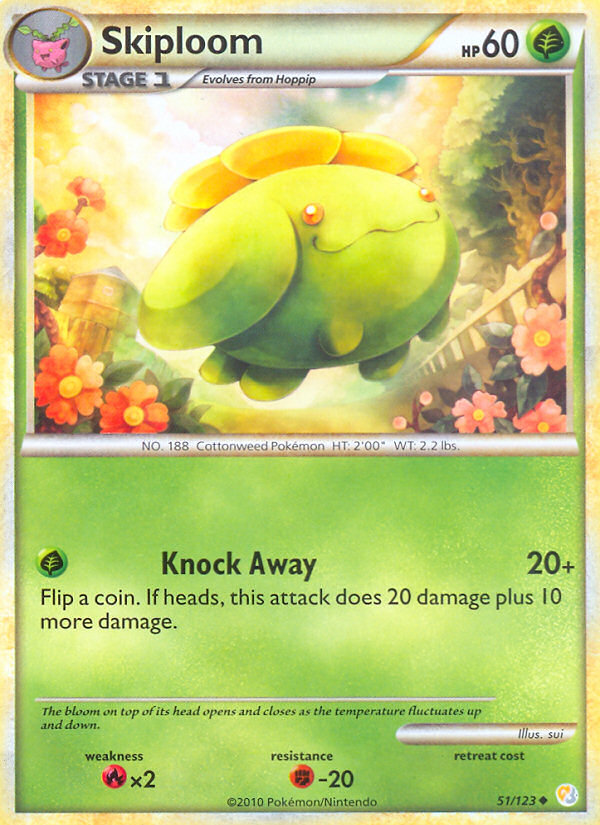 Skiploom
HP 60
STAGE 1
Evolves from Hoppip
NO. 188 Cottonweed Pokémon HT: 2'00" WT: 2.2 lbs.
Knock Away 20+
Flip a coin. If heads, this attack does 20 damage plus 10
more damage.
The bloom on top of its head opens and closes as the temperature fluctuates up
and down.
Illus. sui
weakness resistance retreat cost
×2 -20
©2010 Pokémon/Nintendo 51/123